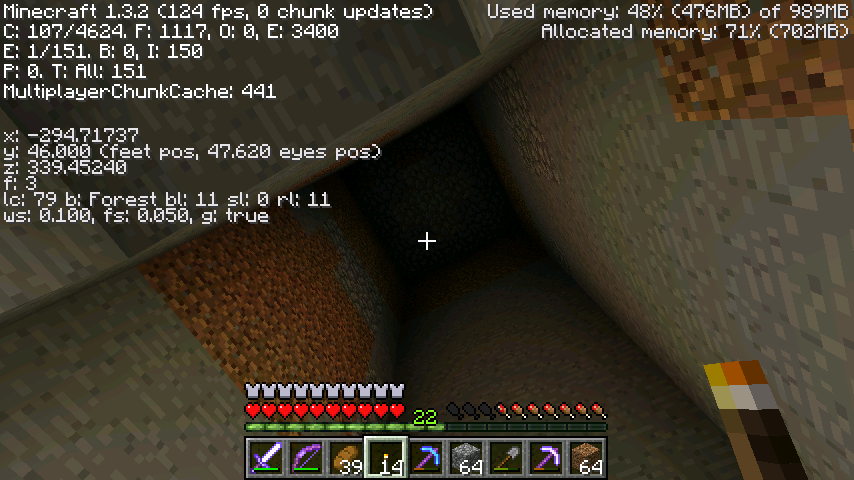 Minecraft 1.3.2 (124 fps, 0 chunk updates)
C: 107/4624, F: 1117, O: 0, E: 3400
E: 1/151, B: 0, I: 150
P: 0, T: All: 151
MultiplayerChunkCache: 441
Used memory: 48% (476MB) of 989MB
Allocated memory: 71% (702MB)
x: -294.71737
y: 46.000 (feet pos, 47.620 eyes pos)
z: 339.45240
f: 3
lc: 79 b: Forest bl: 11 sl: 0 rl: 11
ws: 0.100, fs: 0.050, g: true
22
39 14 64 64